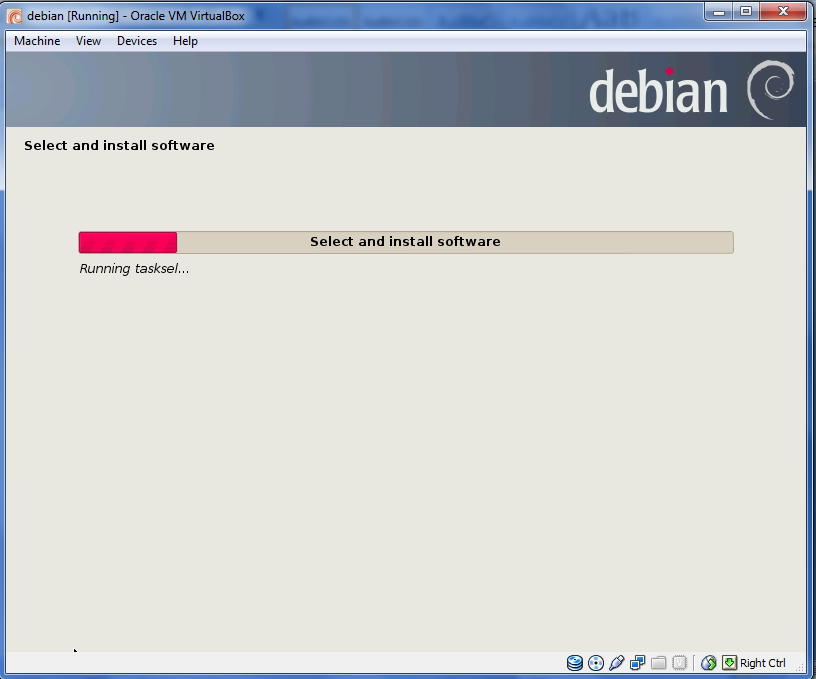 debian [Running] - Oracle VM VirtualBox
Machine View Devices Help
debian
Select and install software
Select and install software
Running tasksel...
Right Ctrl